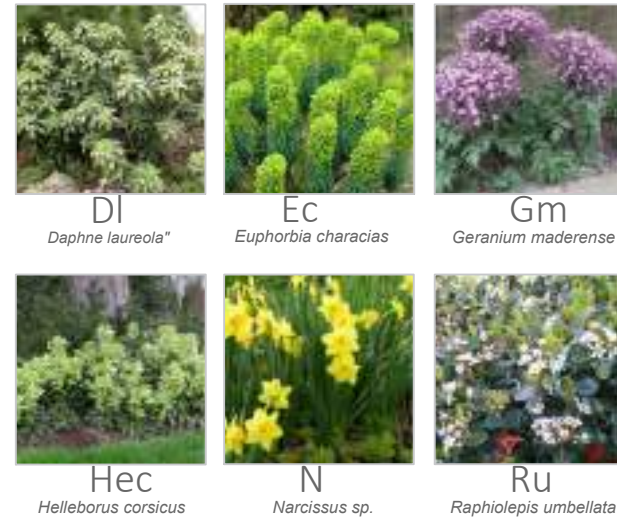 Dl
Ec
Gm
Daphne laureola"
Euphorbia characias
Geranium maderense
Hec
N
Ru
Helleborus corsicus
Narcissus sp.
Raphiolepis umbellata